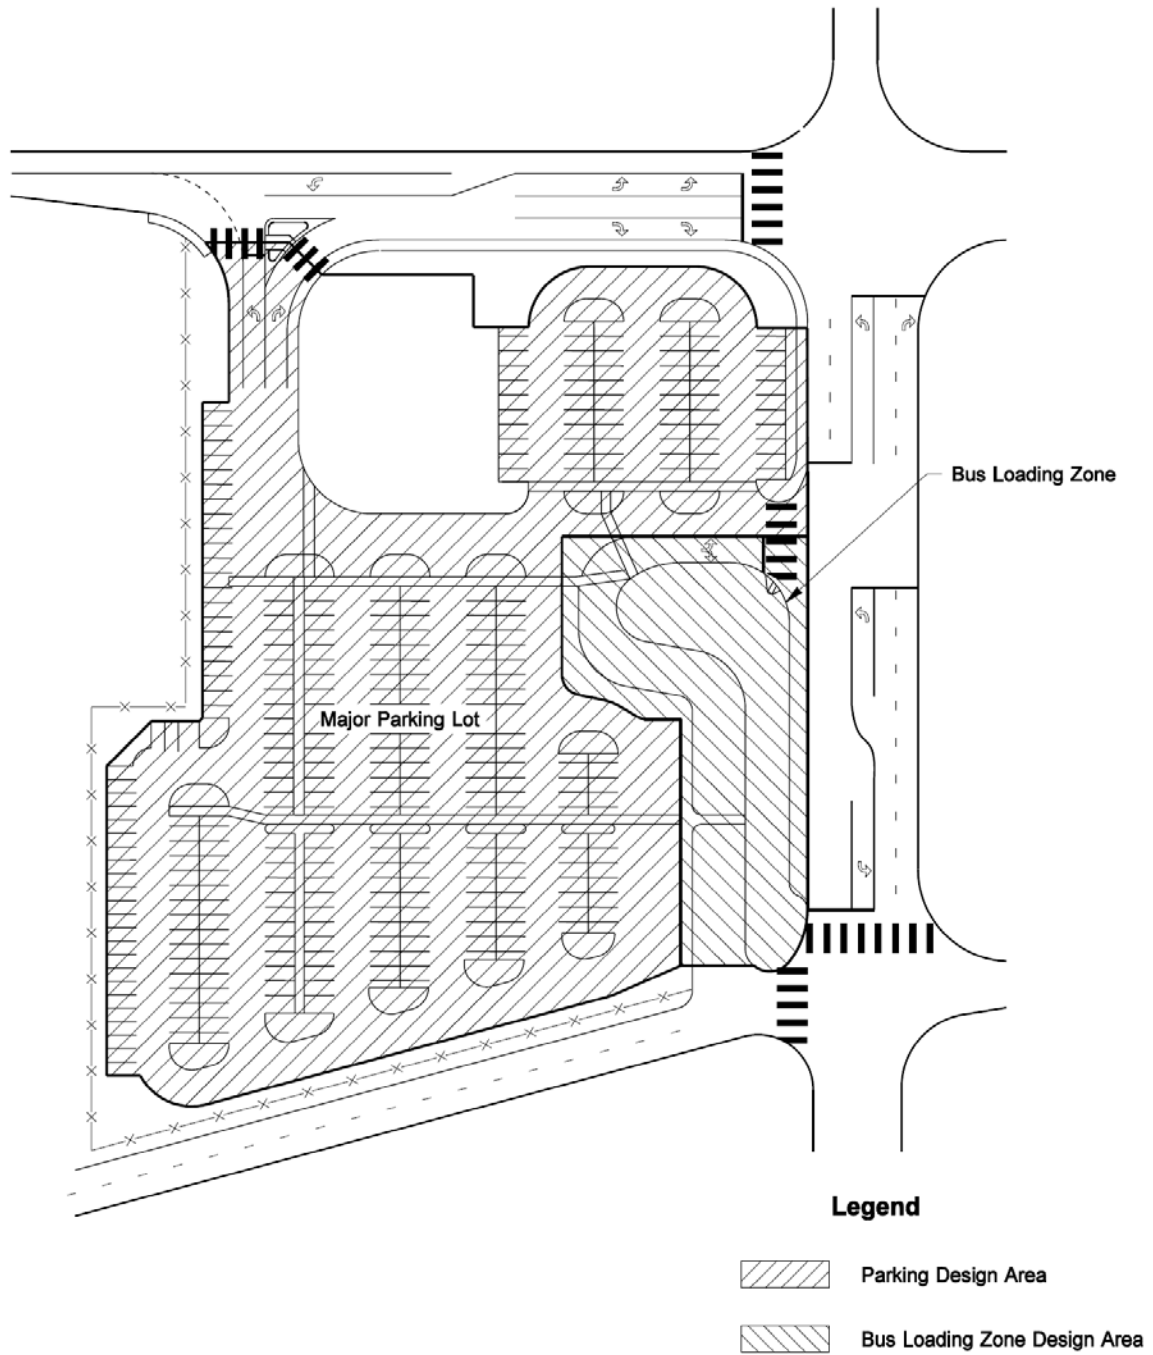 Bus Loading Zone
Major Parking Lot
Legend
Parking Design Area
Bus Loading Zone Design Area